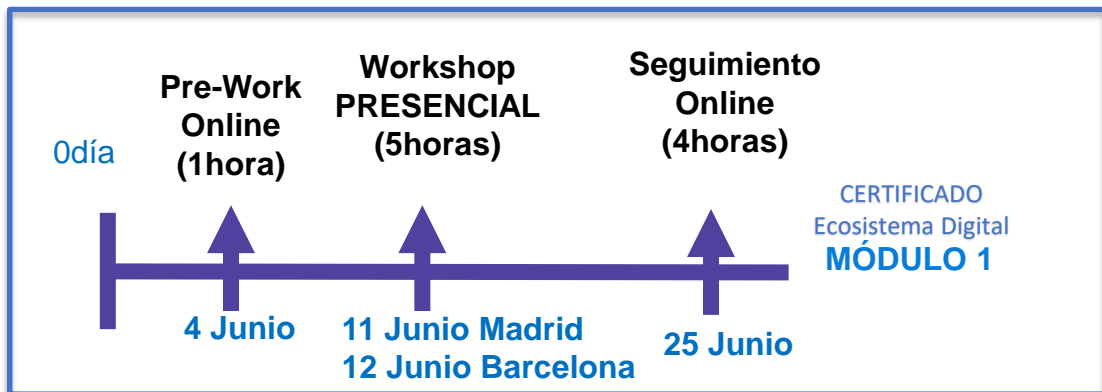 0día
Pre-Work
Online
(1hora)
Workshop
PRESENCIAL
(5horas)
Seguimiento
Online
(4horas)
CERTIFICADO
Ecosistema Digital
MÓDULO 1
4 Junio
11 Junio Madrid
12 Junio Barcelona
25 Junio